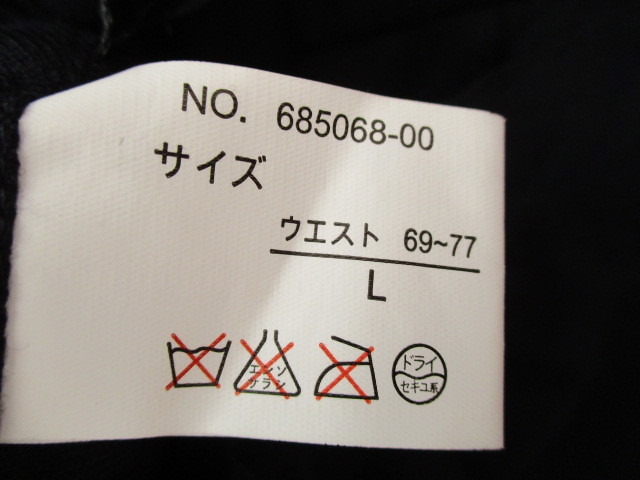 NO. 685068-00
サイズ
ウエスト 69~77
L
エンソ
サラシ
ドライ
セキユ系